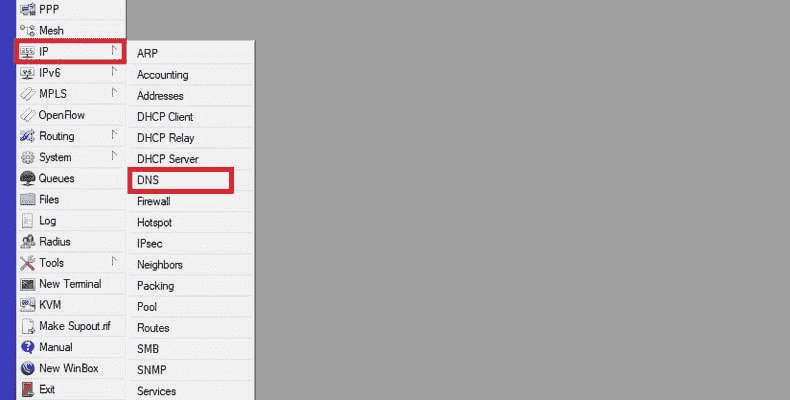 PPP
Mesh
IP
IPv6
MPLS
OpenFlow
Routing
System
Queues
Files
Log
Radius
Tools
New Terminal
KVM
Make Supout.rif
Manual
New WinBox
Exit
ARP
Accounting
Addresses
DHCP Client
DHCP Relay
DHCP Server
DNS
Firewall
Hotspot
IPsec
Neighbors
Packing
Pool
Routes
SMB
SNMP
Services